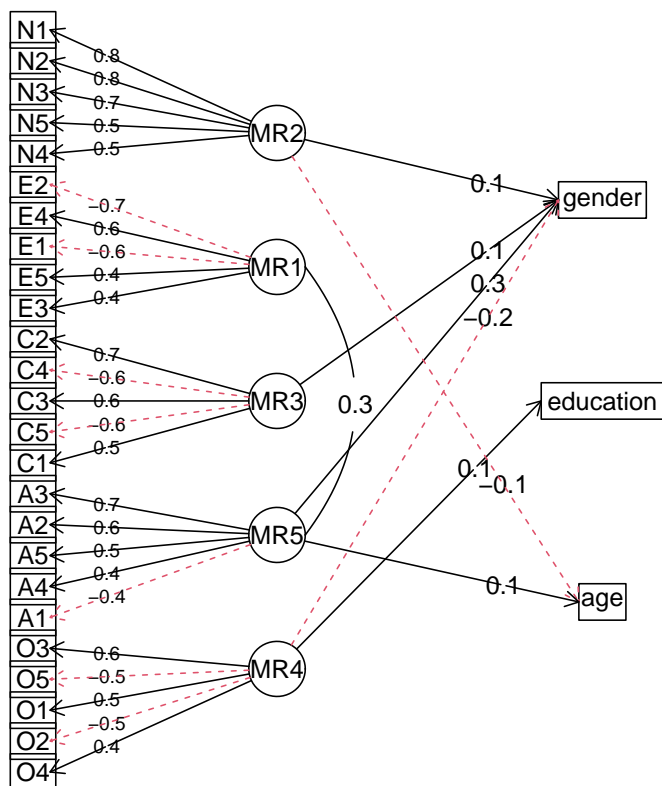 N1
N2
N3
N5
N4
E2
E4
E1
E5
E3
C2
C4
C3
C5
C1
A3
A2
A5
A4
A1
O3
O5
O1
O2
O4
0.8
0.8
0.7
0.5
0.5
−0.7
0.6
−0.6
0.4
0.4
0.7
−0.6
0.6
−0.6
0.5
0.7
0.6
0.5
0.4
−0.4
0.6
−0.5
0.5
−0.5
0.4
MR2
MR1
MR3
MR5
MR4
0.3
0.1
0.1
0.3
−0.2
0.1
−0.1
0.1
gender
education
age